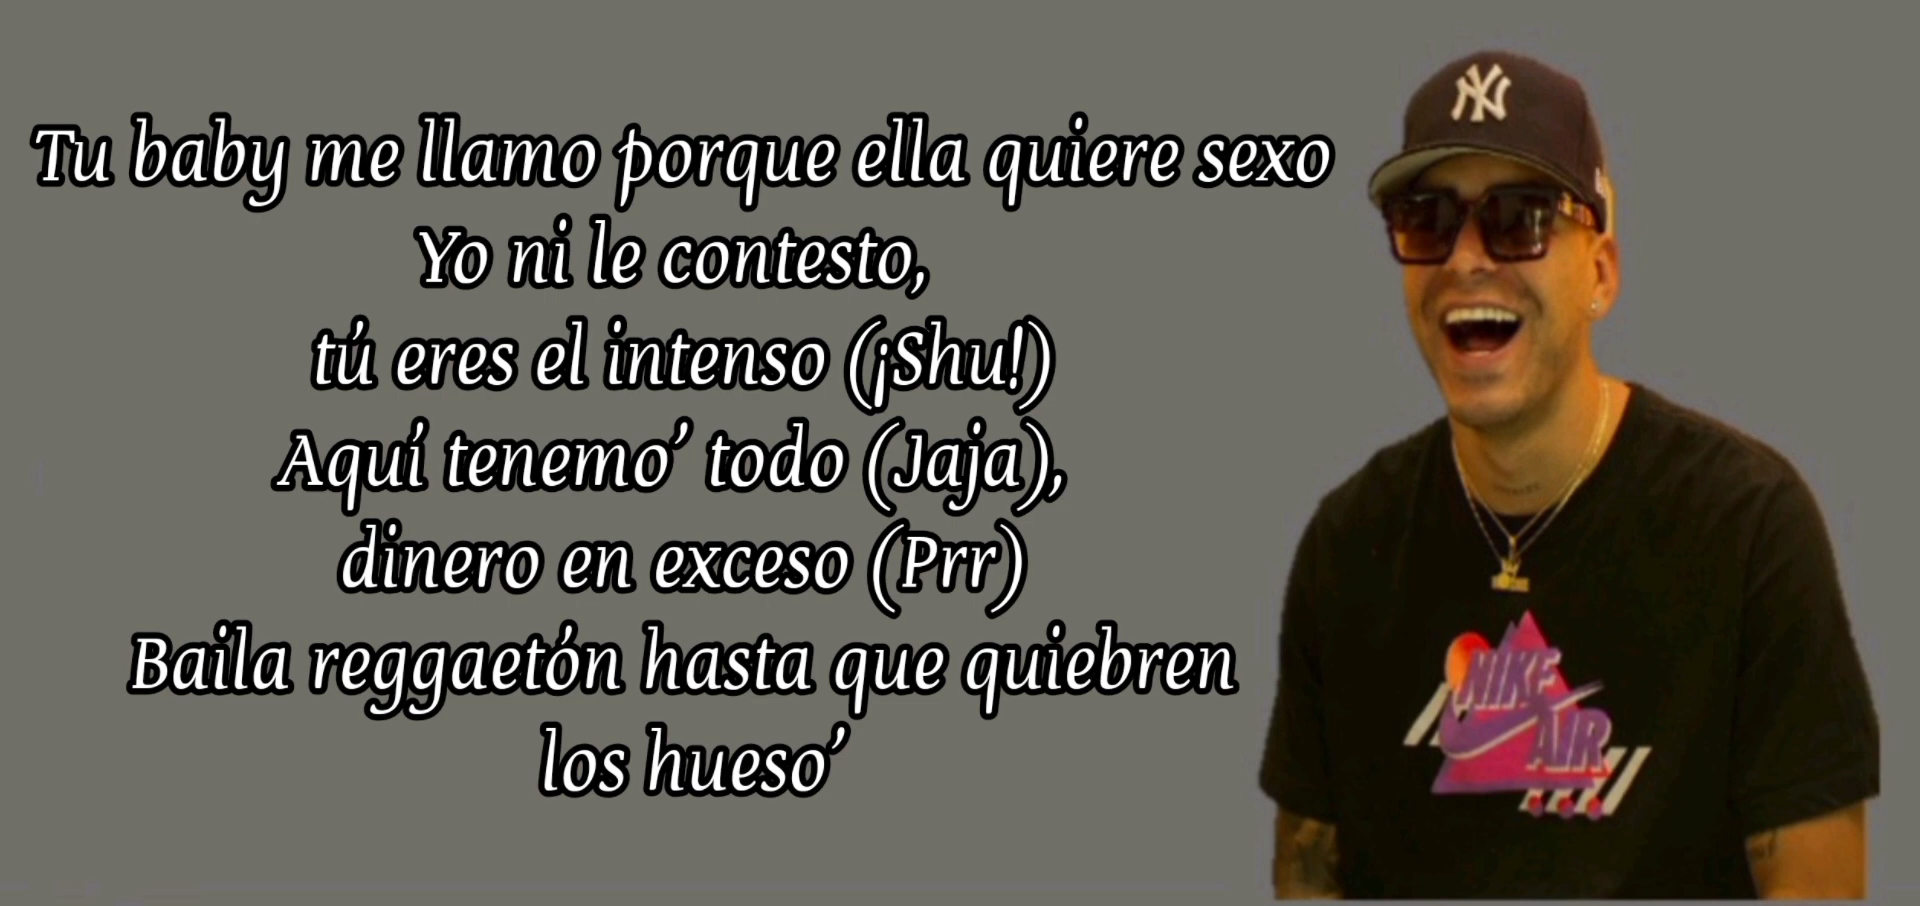 Tu baby me llamo porque ella quiere sexo
Yo ni le contesto,
tú eres el intenso (¡Shu!)
Aquí tenemo’ todo (Jaja),
dinero en exceso (Prr)
Baila reggaetón hasta que quiebren
los hueso’
NY
NIKE
AIR